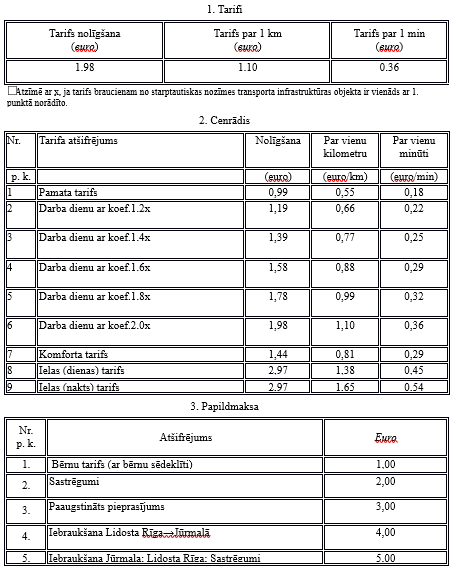 1. Tarifi
Tarifs nolīgšana Tarifs par 1 km Tarifs par 1 min
(euro) (euro) (euro)
1.98 1.10 0.36
Atzīmē ar x, ja tarifs braucienam no starptautiskas nozīmes transporta infrastruktūras objekta ir vienāds ar 1.
punktā norādīto.
2. Cenrādis
Nr. Tarifa atšifrējums Nolīgšana Par vienu Par vienu
kilometru minūti
p. k. (euro) (euro/km) (euro/min)
1 Pamata tarifs 0,99 0,55 0,18
2 Darba dienu ar koef.1.2x 1,19 0,66 0,22
3 Darba dienu ar koef.1.4x 1,39 0,77 0,25
4 Darba dienu ar koef.1.6x 1,58 0,88 0,29
5 Darba dienu ar koef.1.8x 1,78 0,99 0,32
6 Darba dienu ar koef.2.0x 1,98 1,10 0,36
7 Komforta tarifs 1,44 0,81 0,29
8 Ielas (dienas) tarifs 2,97 1,38 0,45
9 Ielas (nakts) tarifs 2.97 1.65 0.54
3. Papildmaksa
Nr.
p. k. Atšifrējums Euro
1. Bērnu tarifs (ar bērnu sēdeklīti) 1,00
2. Sastrēgumi 2,00
3. Paaugstināts pieprasījums 3,00
4. Iebraukšana Lidosta Rīga→Jūrmalā 4,00
5. Iebraukšana Jūrmala; Lidosta Rīga; Sastrēgumi 5.00